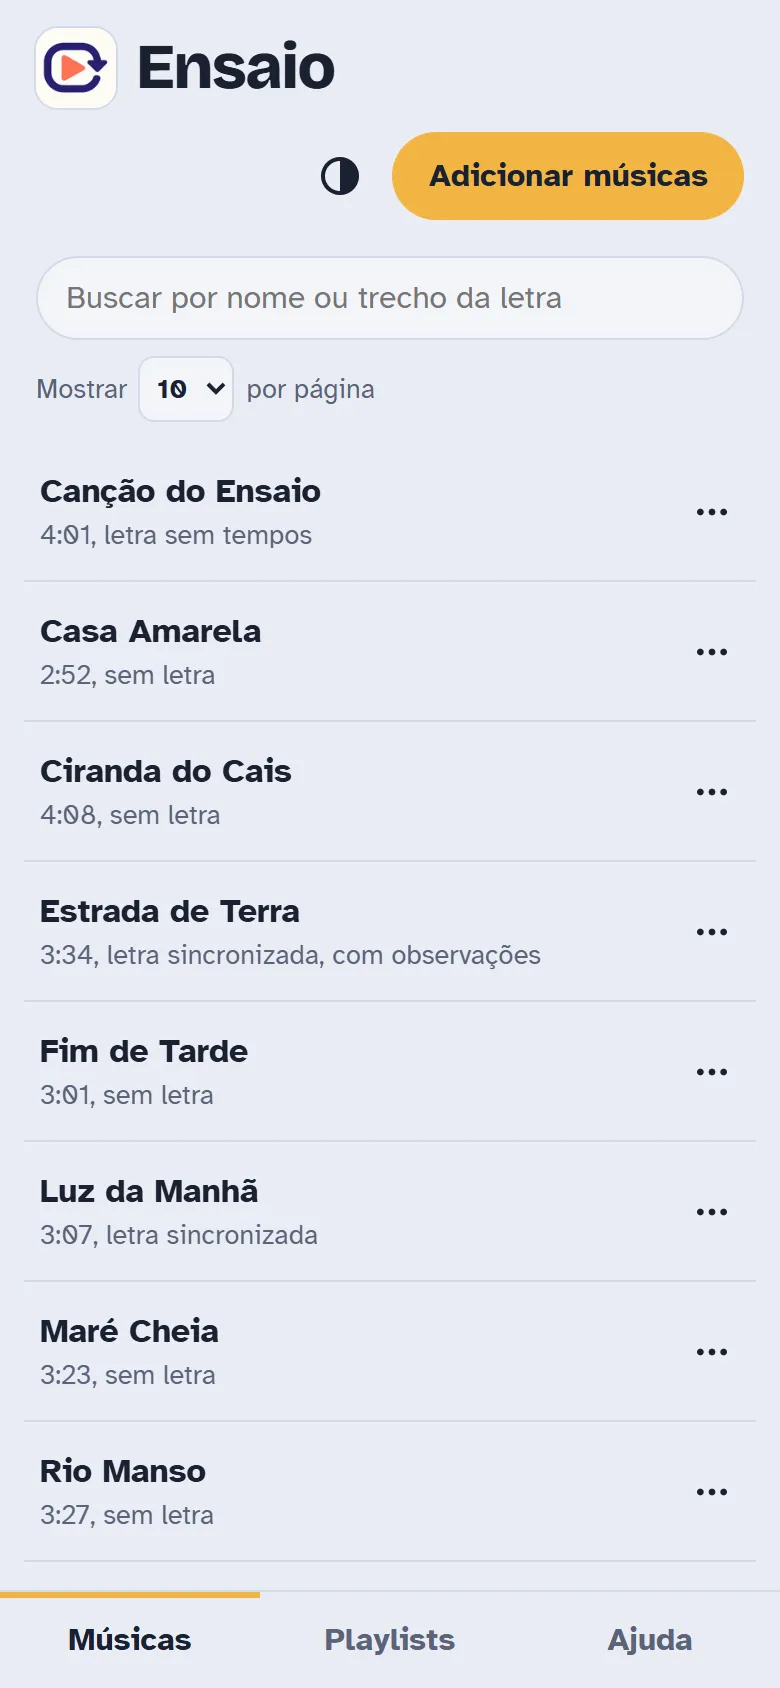 Ensaio
Adicionar músicas
Buscar por nome ou trecho da letra
Mostrar 10 por página
Canção do Ensaio
4:01, letra sem tempos
Casa Amarela
2:52, sem letra
Ciranda do Cais
4:08, sem letra
Estrada de Terra
3:34, letra sincronizada, com observações
Fim de Tarde
3:01, sem letra
Luz da Manhã
3:07, letra sincronizada
Maré Cheia
3:23, sem letra
Rio Manso
3:27, sem letra
Músicas Playlists Ajuda